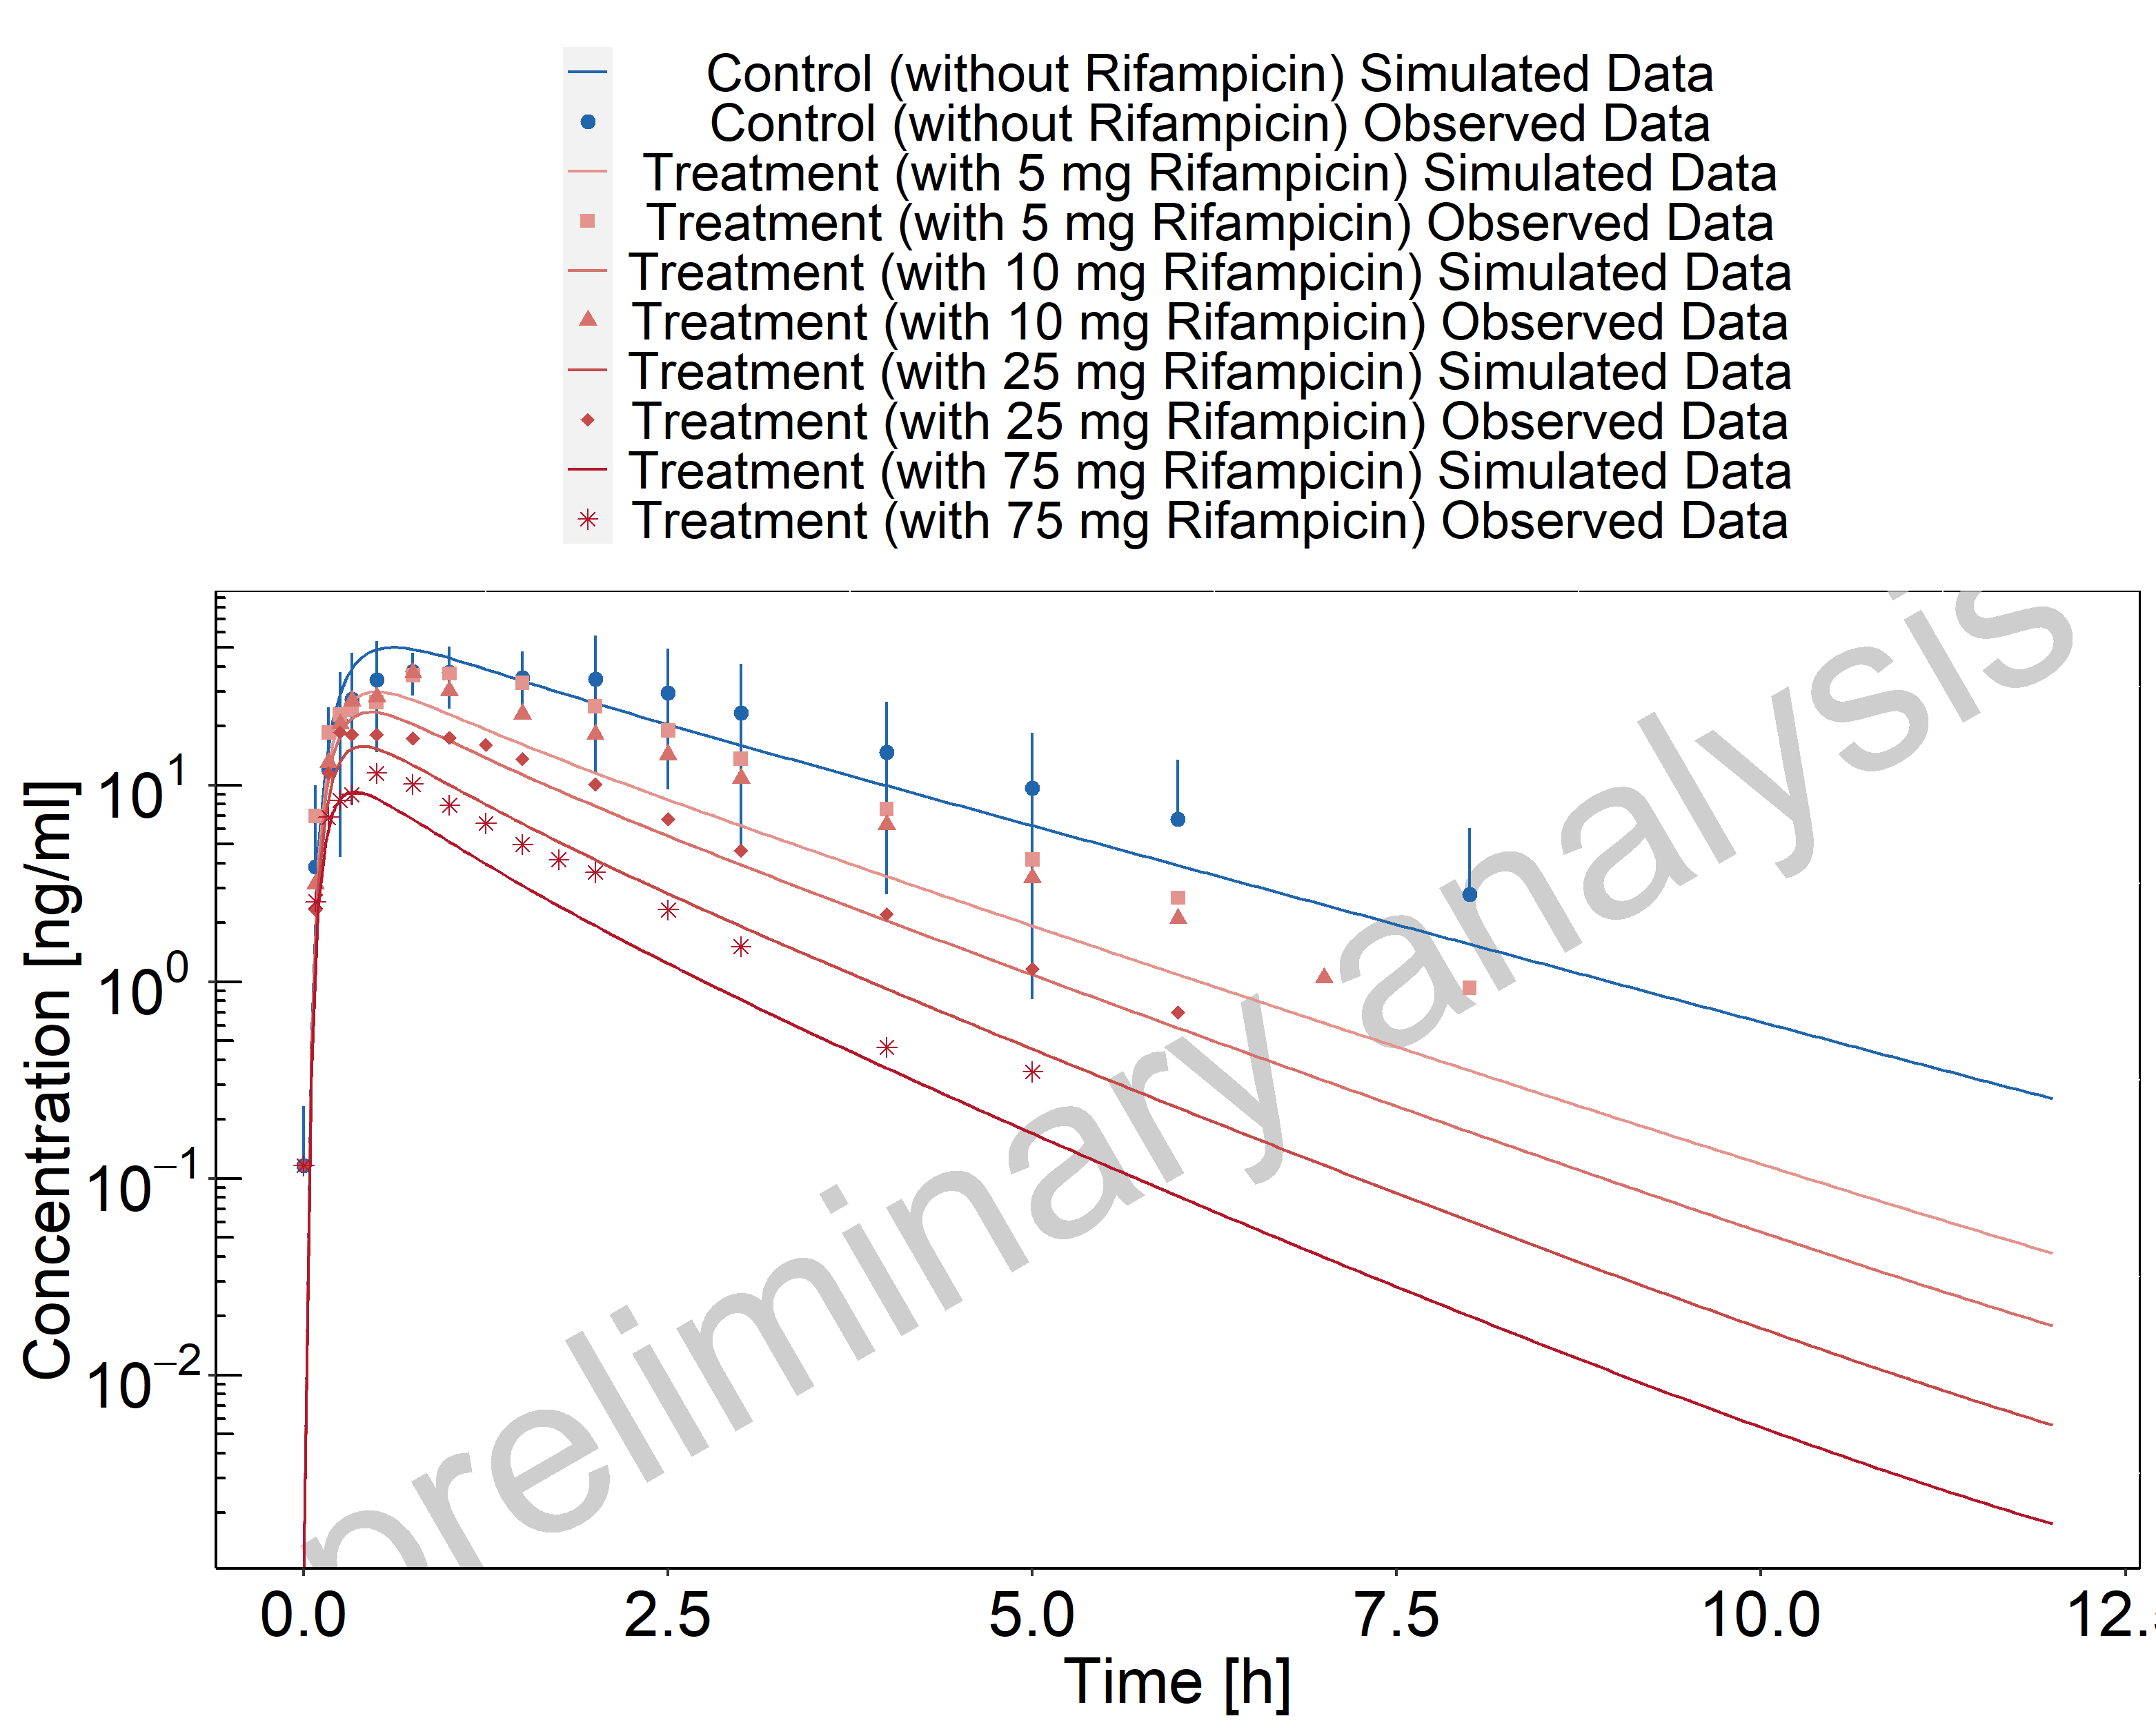 Control (without Rifampicin) Simulated Data
Control (without Rifampicin) Observed Data
Treatment (with 5 mg Rifampicin) Simulated Data
Treatment (with 5 mg Rifampicin) Observed Data
Treatment (with 10 mg Rifampicin) Simulated Data
Treatment (with 10 mg Rifampicin) Observed Data
Treatment (with 25 mg Rifampicin) Simulated Data
Treatment (with 25 mg Rifampicin) Observed Data
Treatment (with 75 mg Rifampicin) Simulated Data
Treatment (with 75 mg Rifampicin) Observed Data
Concentration [ng/ml]
10^1
10^0
10^−1
10^−2
preliminary analysis
0.0 2.5 5.0 7.5 10.0 12.
Time [h]